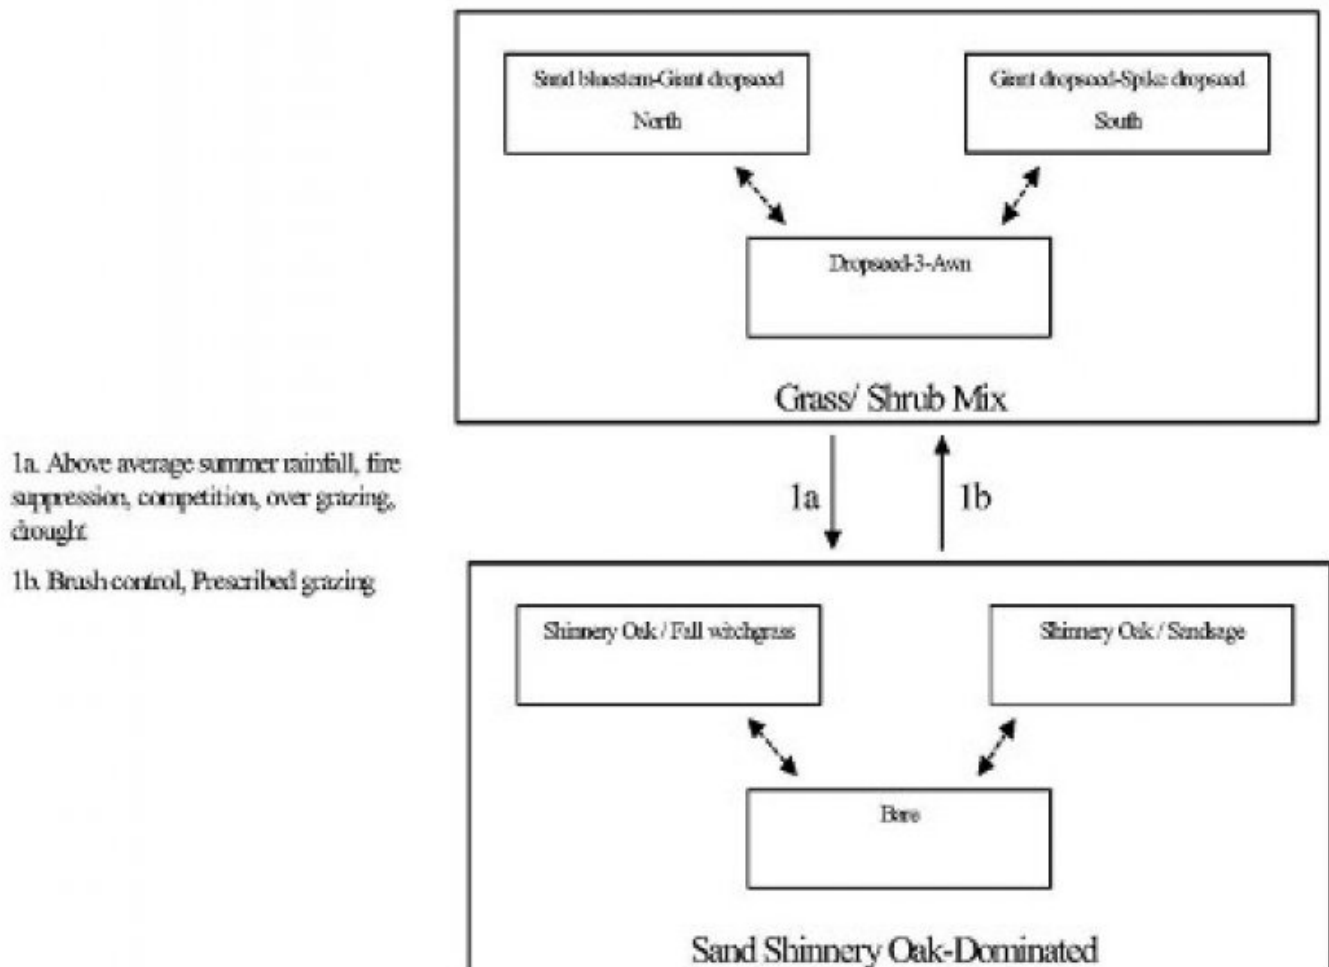 Sand bluestem-Giant dropseed
North
Giant dropseed-Spike dropseed
South
Dropseed-3-Awn
Grass/ Shrub Mix
1a. Above average summer rainfall, fire
suppression, competition, over grazing,
drought
1b. Brush control, Prescribed grazing
1a
1b
Shinnery Oak / Fall witchgrass
Shinnery Oak / Sandsage
Bare
Sand Shinnery Oak-Dominated